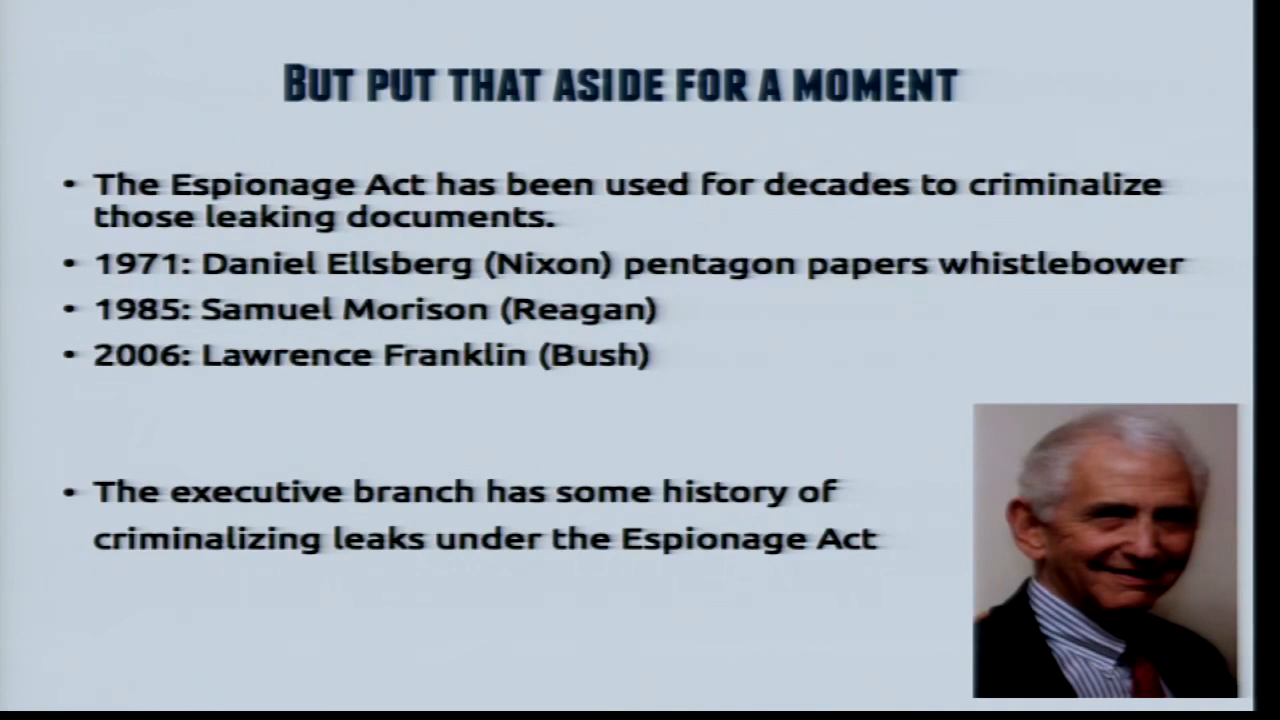 BUT PUT THAT ASIDE FOR A MOMENT
• The Espionage Act has been used for decades to criminalize
those leaking documents.
• 1971: Daniel Ellsberg (Nixon) pentagon papers whistlebower
• 1985: Samuel Morison (Reagan)
• 2006: Lawrence Franklin (Bush)
• The executive branch has some history of
criminalizing leaks under the Espionage Act